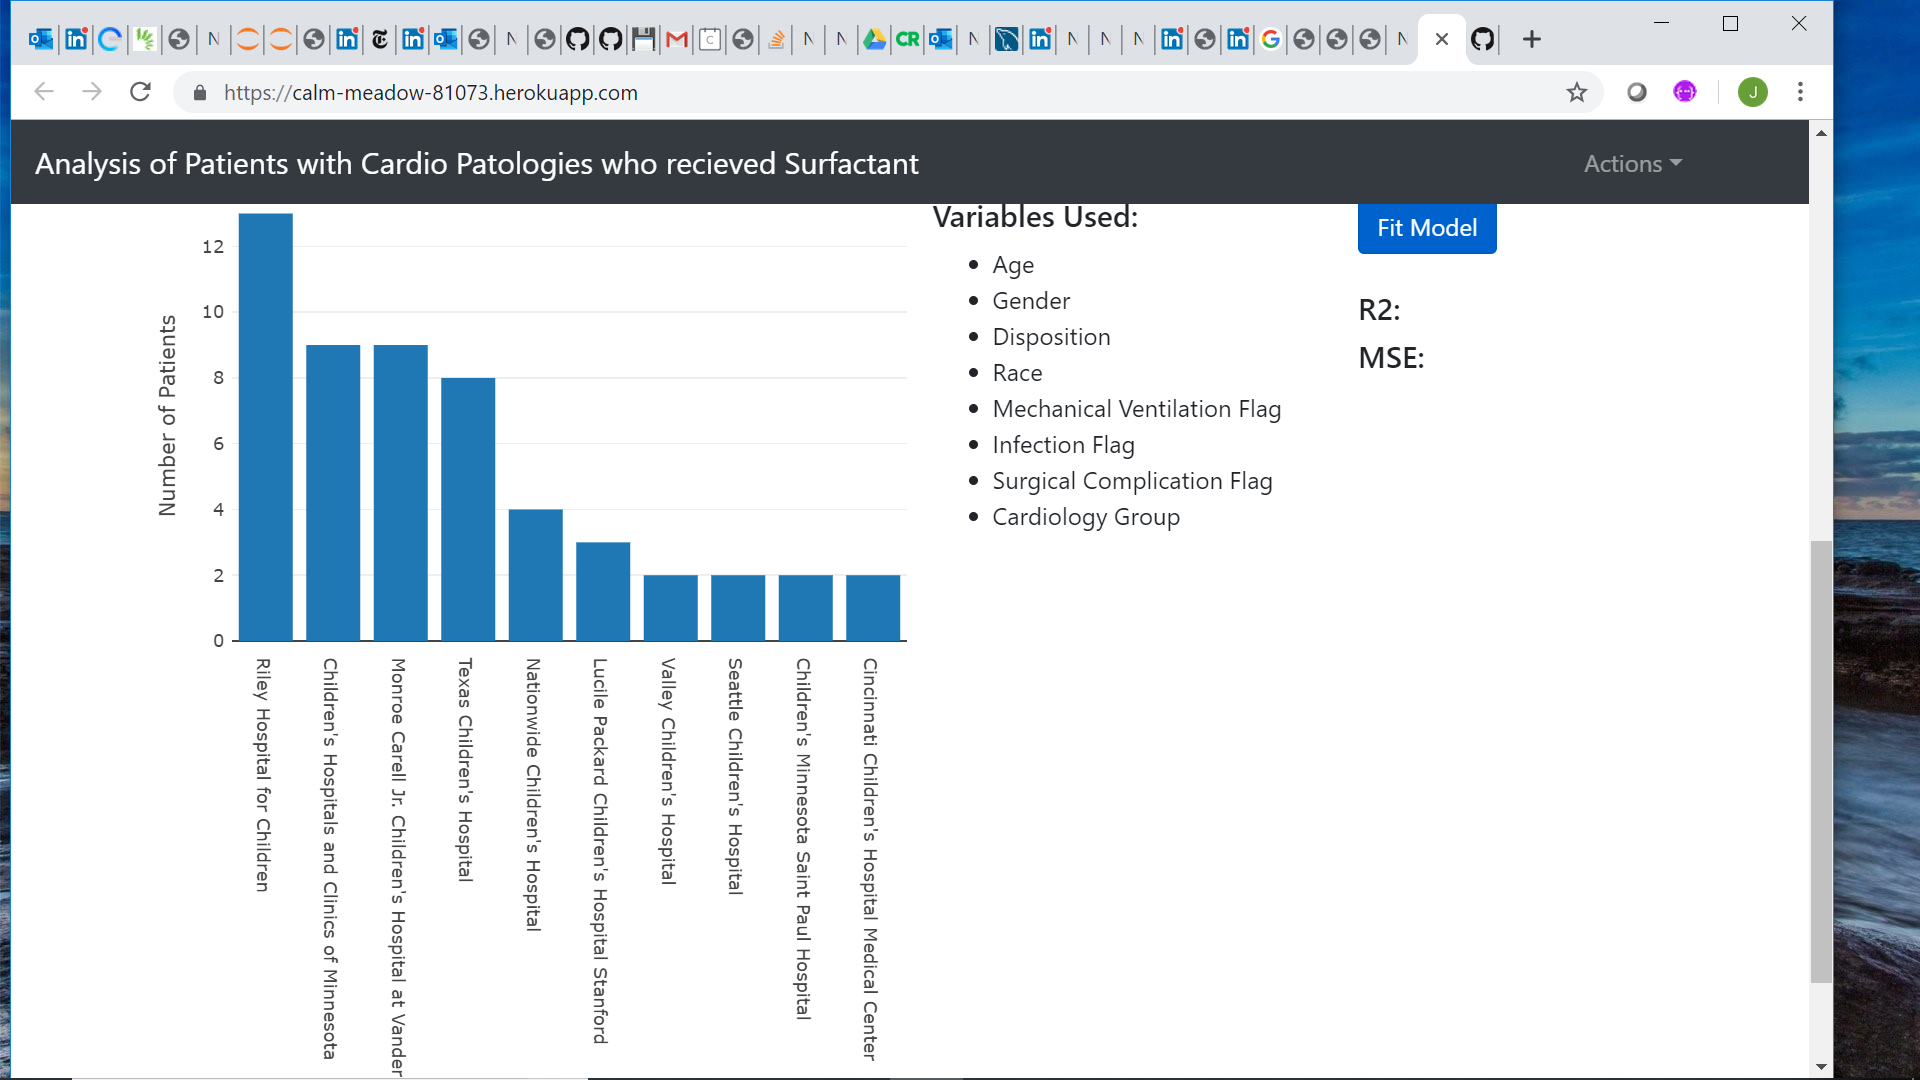 https://calm-meadow-81073.herokuapp.com
J
Analysis of Patients with Cardio Patologies who recieved Surfactant
Actions
12
10
8
6
4
2
0
Number of Patients
Riley Hospital for Children
Children's Hospitals and Clinics of Minnesota
Monroe Carell Jr. Children's Hospital at Vander
Texas Children's Hospital
Nationwide Children's Hospital
Lucile Packard Children's Hospital Stanford
Valley Children's Hospital
Seattle Children's Hospital
Children's Minnesota Saint Paul Hospital
Cincinnati Children's Hospital Medical Center
Variables Used:
Age
Gender
Disposition
Race
Mechanical Ventilation Flag
Infection Flag
Surgical Complication Flag
Cardiology Group
Fit Model
R2:
MSE: